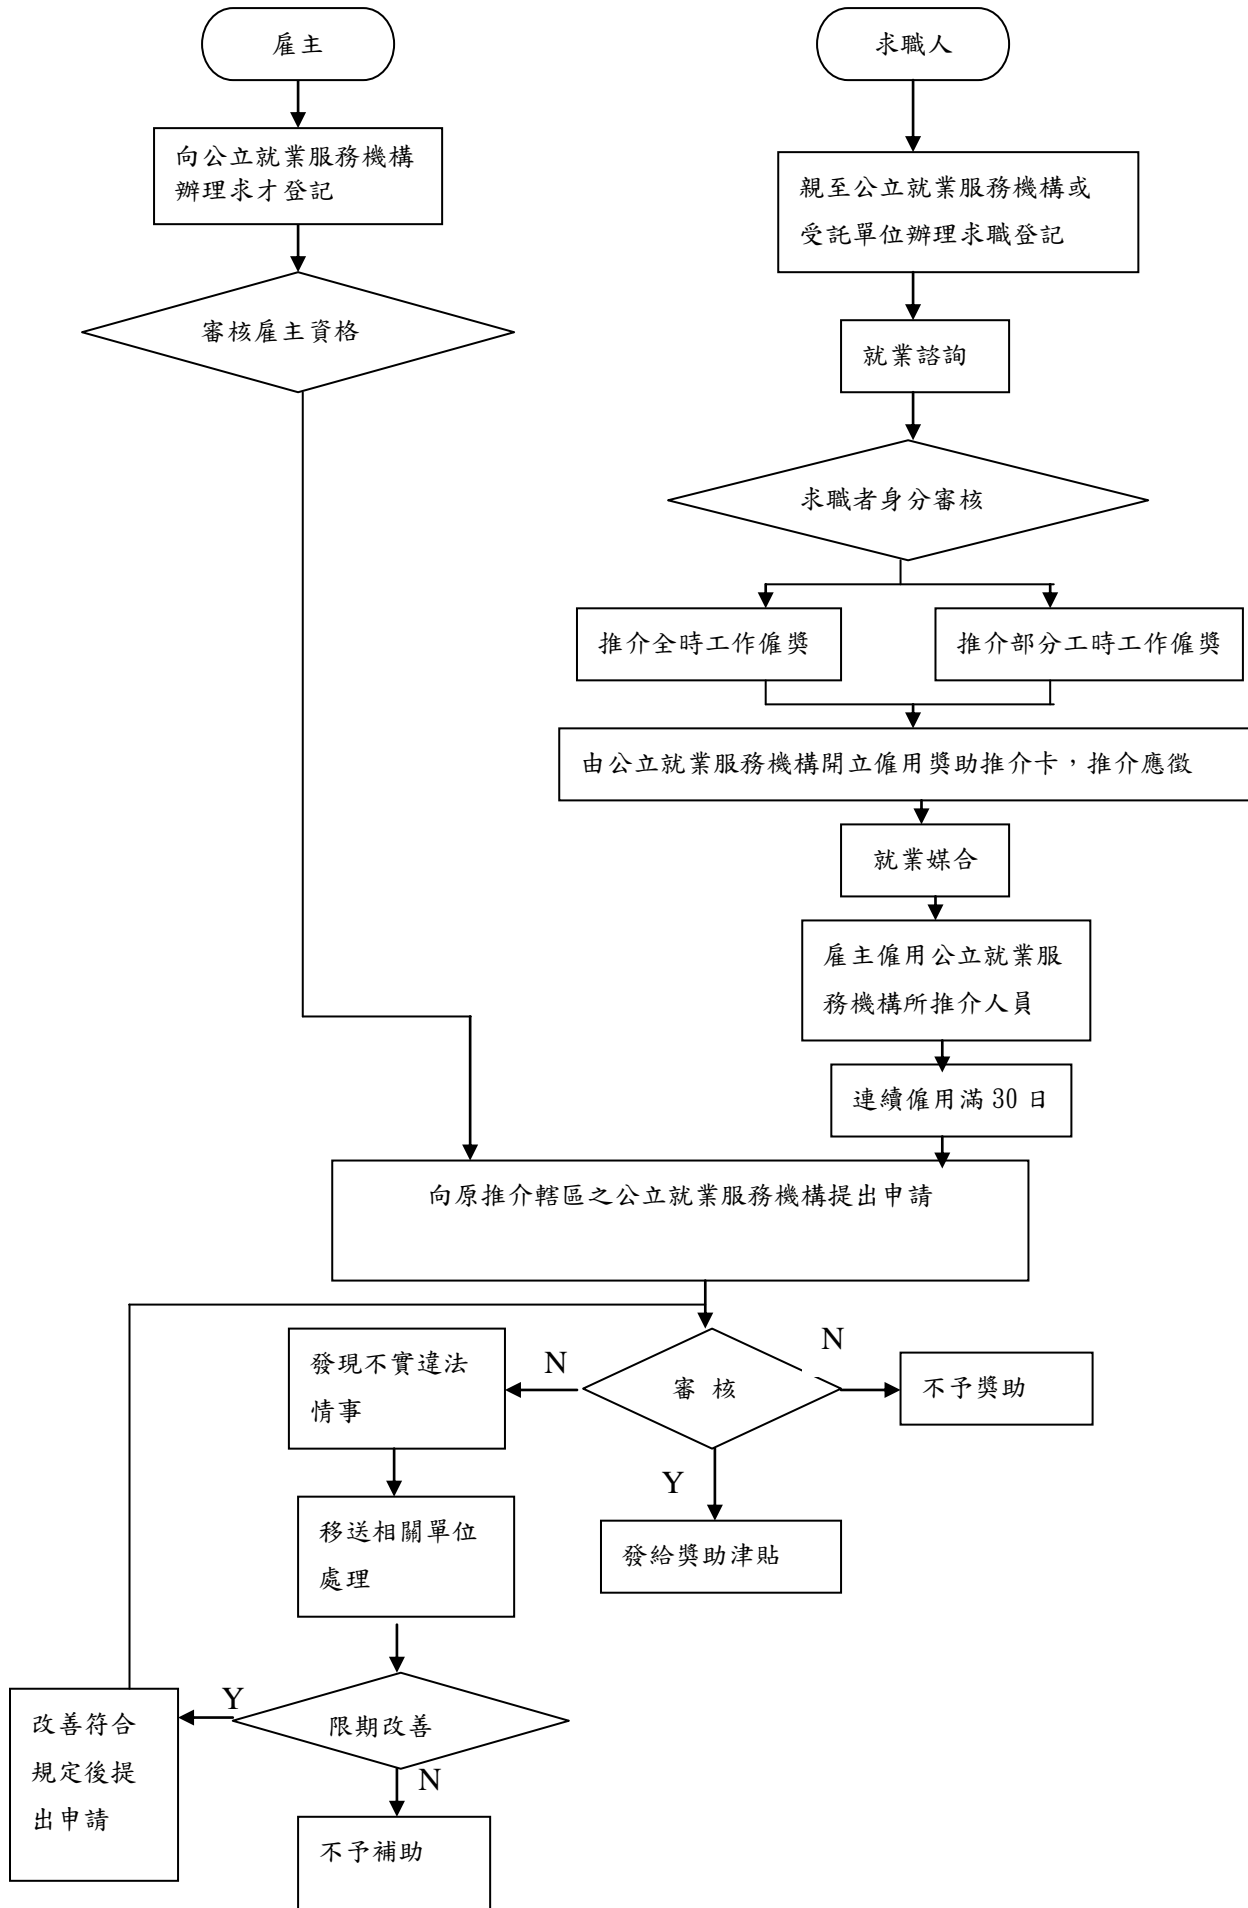 雇主
求職人
向公立就業服務機構
辦理求才登記
親至公立就業服務機構或
受託單位辦理求職登記
審核雇主資格
就業諮詢
求職者身分審核
推介全時工作僱獎
推介部分工時工作僱獎
由公立就業服務機構開立僱用獎助推介卡，推介應徵
就業媒合
雇主僱用公立就業服
務機構所推介人員
連續僱用滿 30 日
向原推介轄區之公立就業服務機構提出申請
發現不實違法
情事
N
審 核
N
不予獎助
Y
移送相關單位
處理
發給獎助津貼
Y
限期改善
改善符合
規定後提
出申請
N
不予補助